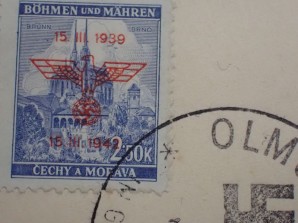 BÖHMEN und MÄHREN
BRÜNN BRNO
15 III 1939
15 III 1942
2.50K
ČECHY A MORAVA
OLM